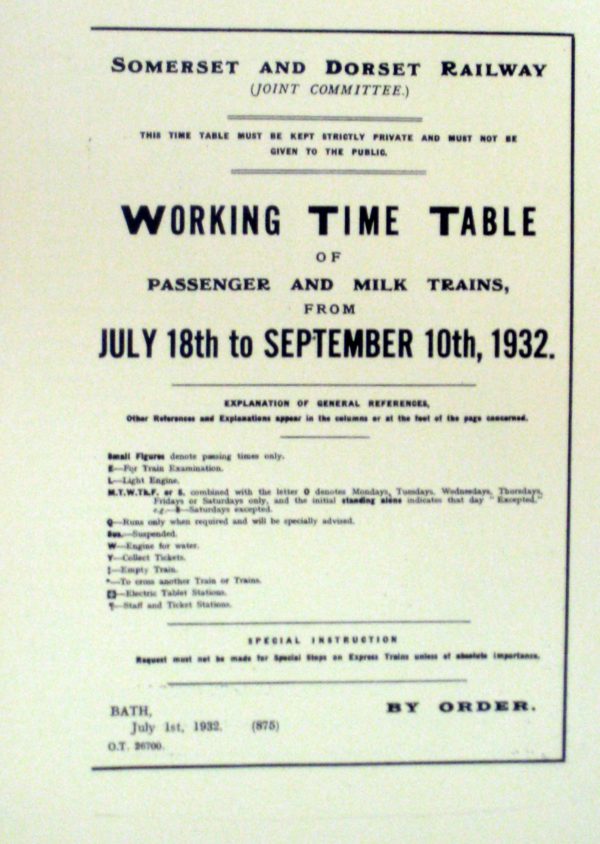 SOMERSET AND DORSET RAILWAY
(JOINT COMMITTEE.)
THIS TIME TABLE MUST BE KEPT STRICTLY PRIVATE AND MUST NOT BE
GIVEN TO THE PUBLIC.
WORKING TIME TABLE
OF
PASSENGER AND MILK TRAINS,
FROM
JULY 18th to SEPTEMBER 10th, 1932.
EXPLANATION OF GENERAL REFERENCES,
Other References and Explanations appear in the columns or at the foot of the page concerned.
Small Figures denote passing times only.
E—For Train Examination.
L—Light Engine.
M.T.W.Th.F. or S. combined with the letter O denotes Mondays, Tuesdays, Wednesdays, Thursdays,
Fridays or Saturdays only, and the initial standing alone indicates that day "Excepted,"
e.g.—S—Saturdays excepted.
Q—Runs only when required and will be specially advised.
Sus.—Suspended.
W—Engine for water.
Y—Collect Tickets.
—Empty Train.
*—To cross another Train or Trains.
—Electric Tablet Stations.
¶—Staff and Ticket Stations.
SPECIAL INSTRUCTION
Request must not be made for Special Stops on Express Trains unless of absolute importance.
BATH, BY ORDER.
July 1st, 1932. (875)
O.T. 26700.